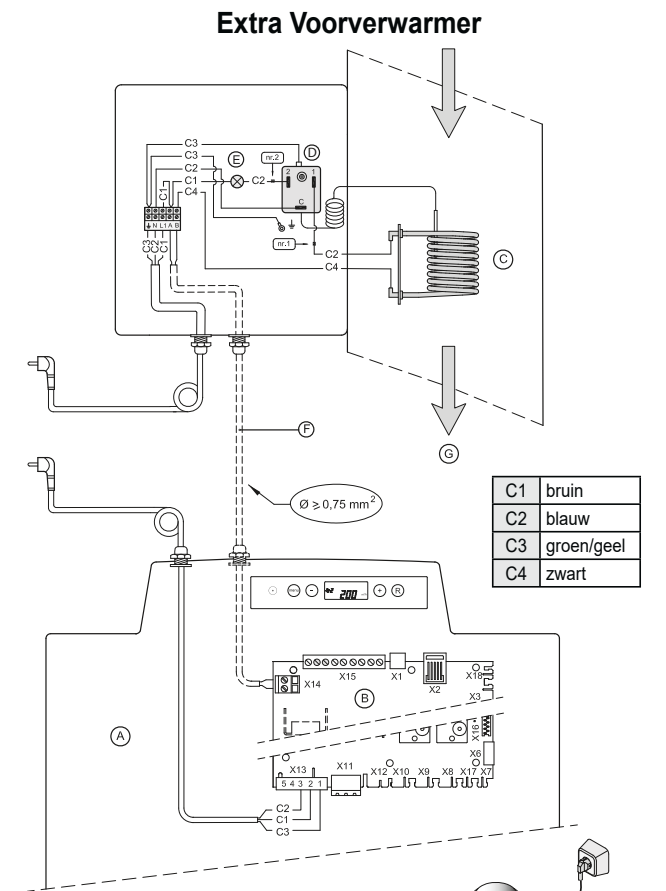 Extra Voorverwarmer
C3
C3
C2
C1
C4
C1
E
C2
nr.2
D
2
1
C
nr.1
C2
C4
C
N L1 A B
C3
C2
C1
F
G
Ø ≥ 0,75 mm²
C1 bruin
C2 blauw
C3 groen/geel
C4 zwart
menu
-
200
+
R
X14
X15
X1
X2
X18
X3
B
X16
X6
A
X13
X11
X12 X10 X9 X8 X17 X7
5 4 3 2 1
C2
C1
C3